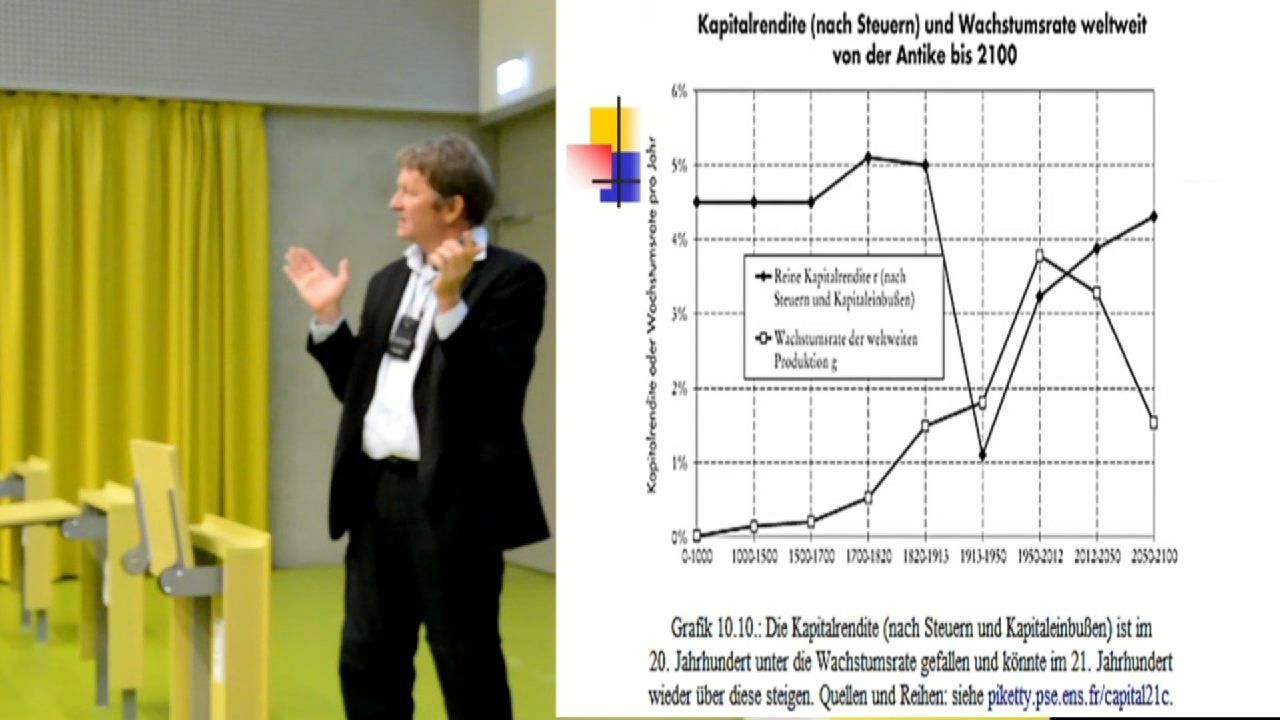 Kapitalrendite (nach Steuern) und Wachstumsrate weltweit
von der Antike bis 2100
Kapitalrendite oder Wachstumsrate pro Jahr
6%
5%
4%
3%
2%
1%
0%
Reine Kapitalrendite r (nach
Steuern und Kapitaleinbußen)
Wachstumsrate der weltweiten
Produktion g
0-1000 1000-1500 1500-1700 1700-1820 1820-1913 1913-1950 1950-2012 2012-2050 2050-2100
Grafik 10.10.: Die Kapitalrendite (nach Steuern und Kapitaleinbußen) ist im
20. Jahrhundert unter die Wachstumsrate gefallen und könnte im 21. Jahrhundert
wieder über diese steigen. Quellen und Reihen: siehe piketty.pse.ens.fr/capital21c.